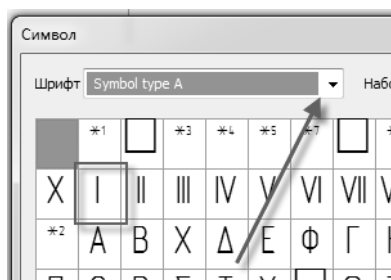 Символ
Шрифт Symbol type A Набо
*1 *3 *4 *5 *7
X I II III IV V VI VII
*2 Α Β Χ Δ Ε Φ Γ